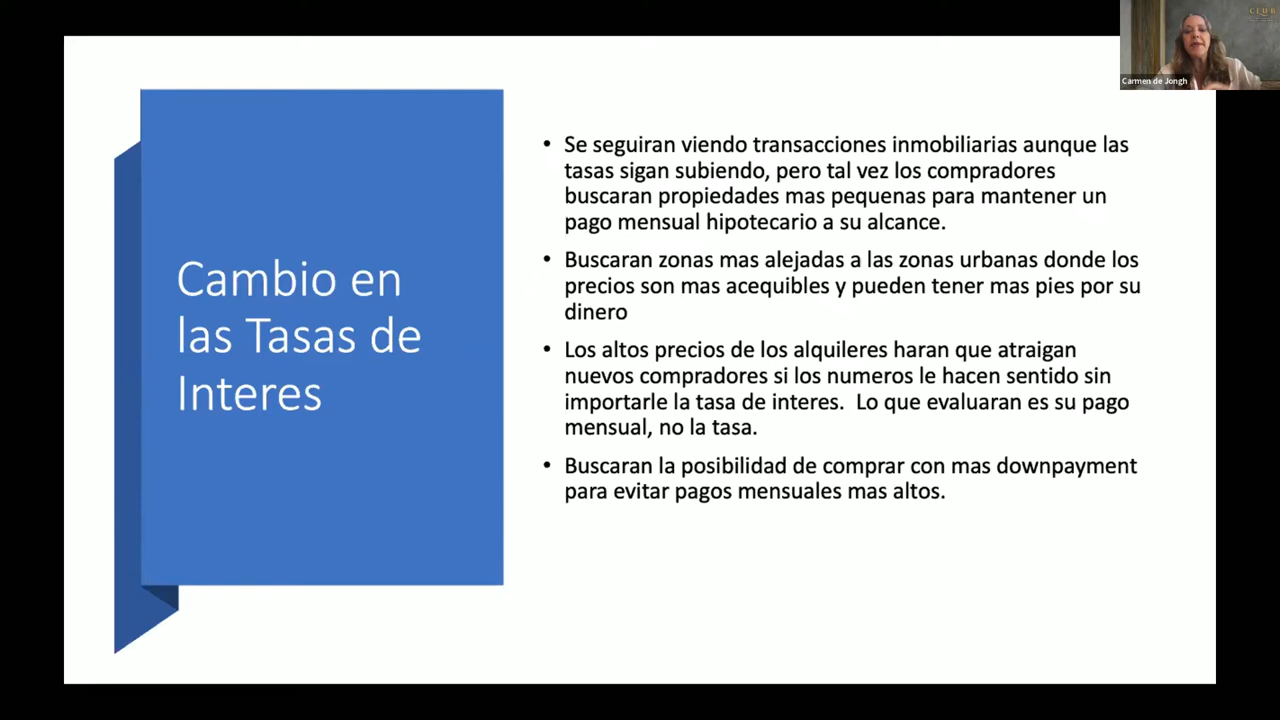 CLUB
Carmen de Jongh
Cambio en
las Tasas de
Interes
• Se seguiran viendo transacciones inmobiliarias aunque las
tasas sigan subiendo, pero tal vez los compradores
buscaran propiedades mas pequenas para mantener un
pago mensual hipotecario a su alcance.
• Buscaran zonas mas alejadas a las zonas urbanas donde los
precios son mas acequibles y pueden tener mas pies por su
dinero
• Los altos precios de los alquileres haran que atraigan
nuevos compradores si los numeros le hacen sentido sin
importarle la tasa de interes.  Lo que evaluaran es su pago
mensual, no la tasa.
• Buscaran la posibilidad de comprar con mas downpayment
para evitar pagos mensuales mas altos.